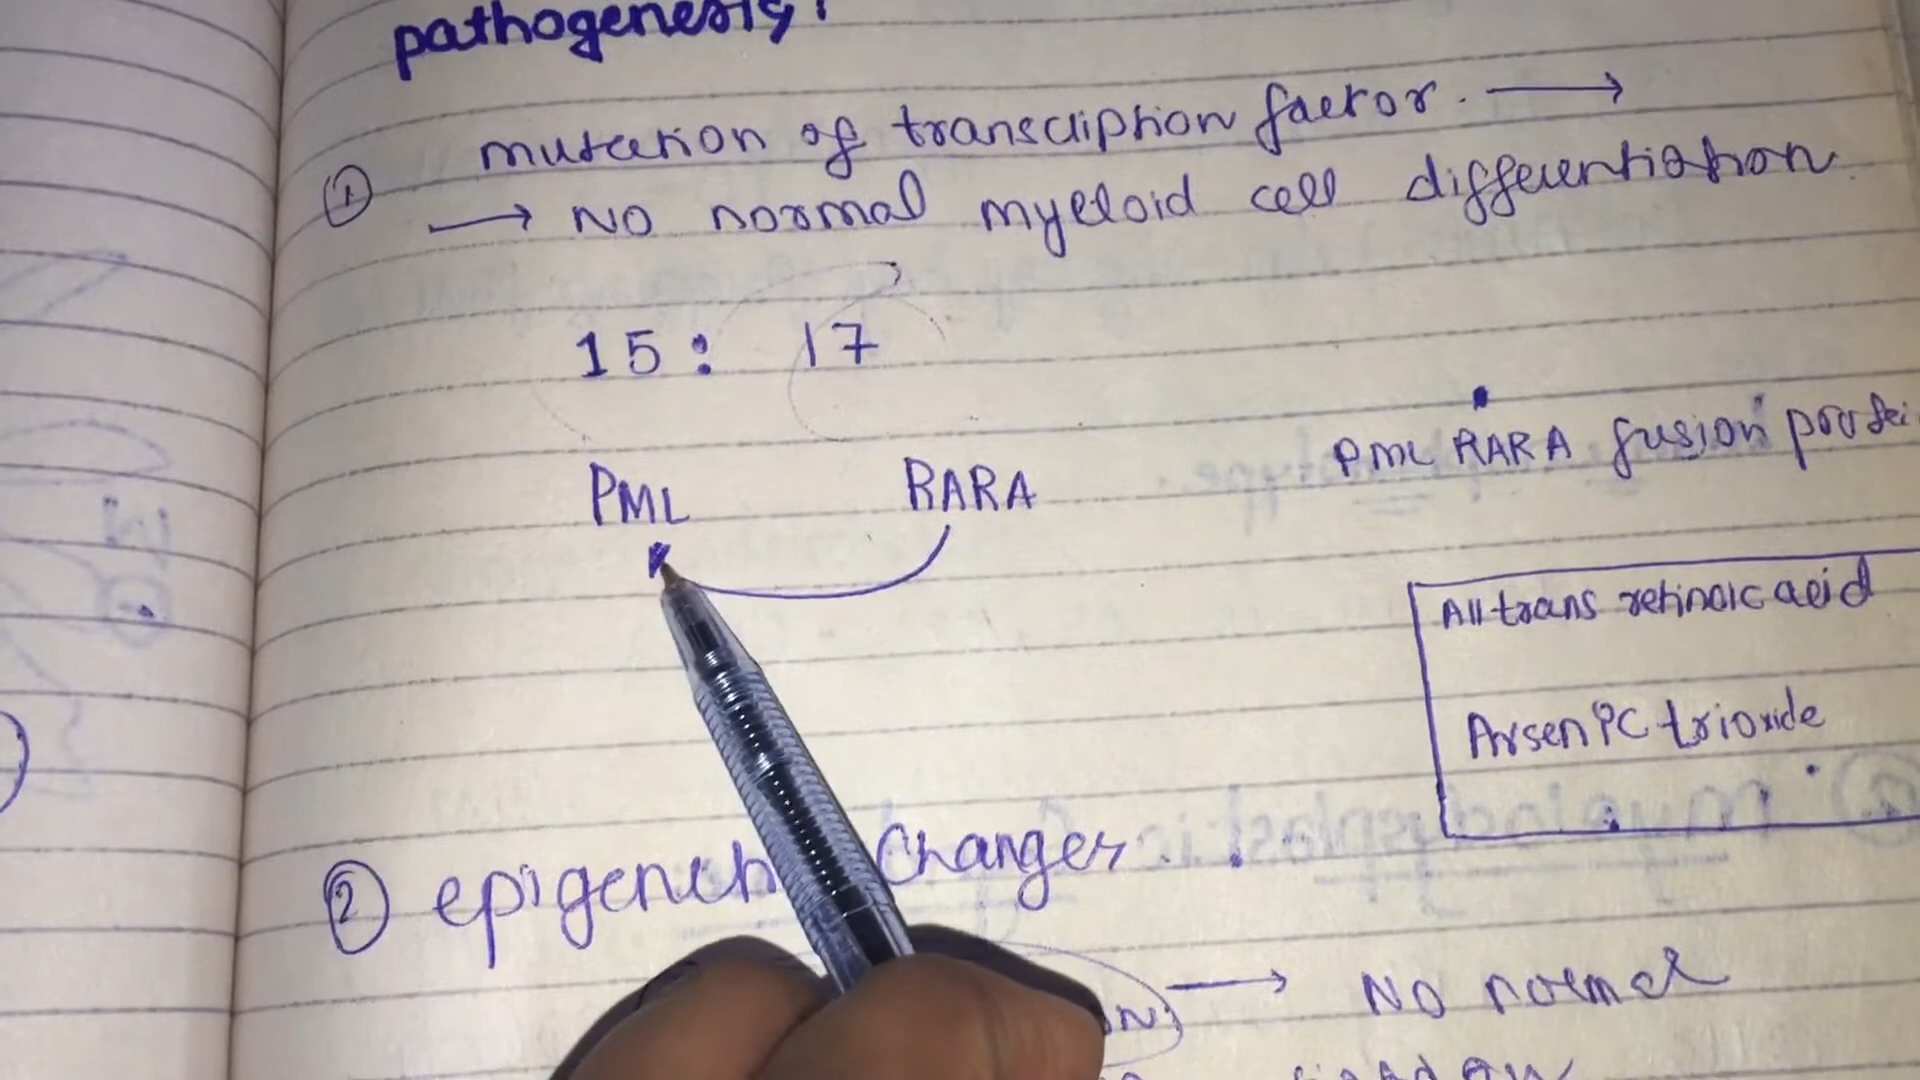 pathogenesis:
① mutation of transcription factor. →
→ NO normal myeloid cell differentiation
15: 17
PML RARA
PML RARA fusion
All trans retinoic acid
Arsenic trioxide
② changes
→ NO normal